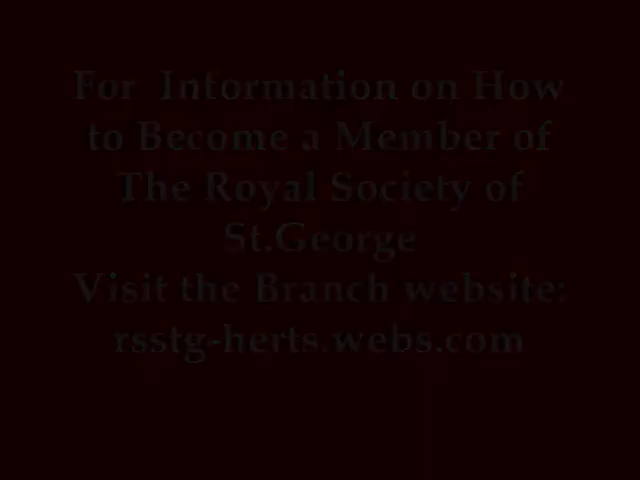 For Information on How
to Become a Member of
The Royal Society of
St.George
Visit the Branch website:
rsstg-herts.webs.com